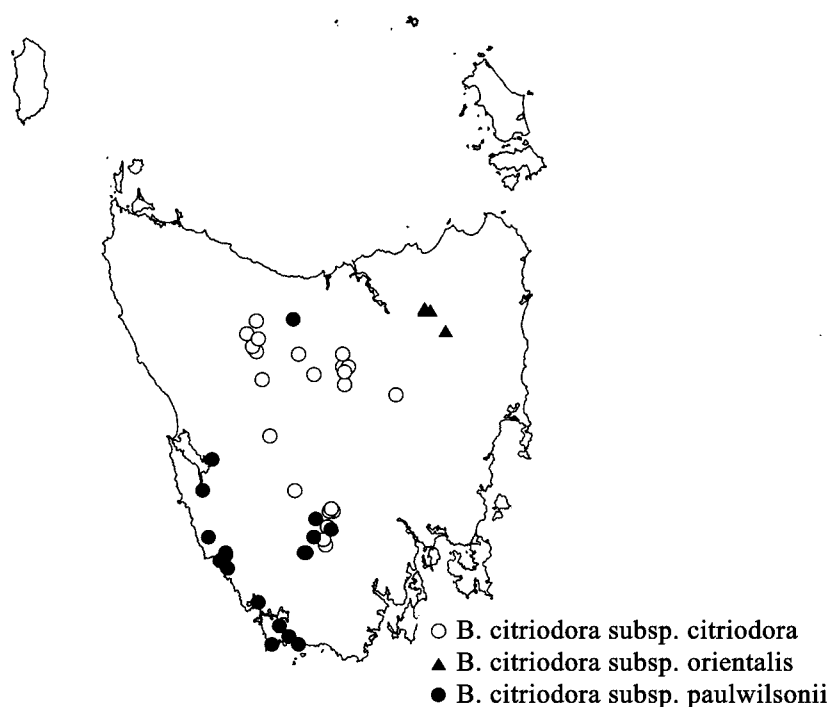 B. citriodora subsp. citriodora
B. citriodora subsp. orientalis
B. citriodora subsp. paulwilsonii